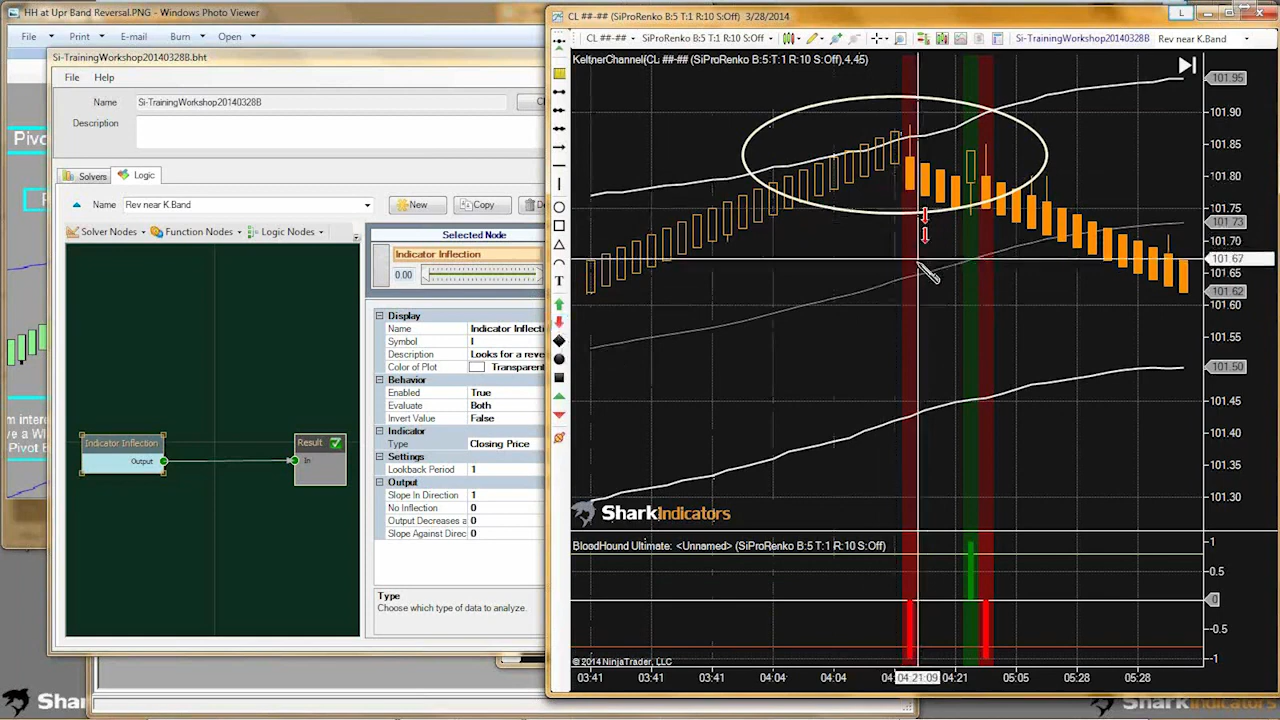 HH at Upr Band Reversal.PNG - Windows Photo Viewer
File Print E-mail Burn Open
Pivo
Si-TrainingWorkshop20140328B.bht
File Help
Name Si-TrainingWorkshop20140328B
Description
Solvers Logic
Name Rev near K.Band New Copy
Solver Nodes Function Nodes Logic Nodes
Selected Node
Indicator Inflection
0.00
Display
Name Indicator Inflecti
Symbol I
Description Looks for a reve
Color of Plot Transparent
Behavior
Enabled True
Evaluate Both
Invert Value False
Indicator
Type Closing Price
Settings
Lookback Period 1
Output
Slope In Direction 1
No Inflection 0
Output Decreases a 0
Slope Against Direc 0
Type
Choose which type of data to analyze.
Indicator Inflection
Output
Result
In
m intere
ve a W
Pivot B
CL ##-## (SiProRenko B:5 T:1 R:10 S:Off) 3/28/2014
L
CL ##-## SiProRenko B:5 T:1 R:10 S:Off Si-TrainingWorkshop20140328B Rev near K.Band
T
KeltnerChannel(CL ##-## (SiProRenko B:5 T:1 R:10 S:Off),4.45)
101.95
101.90
101.85
101.80
101.75
101.73
101.70
101.67
101.65
101.62
101.60
101.55
101.50
101.45
101.40
101.35
101.30
SharkIndicators
BloodHound Ultimate: <Unnamed> (SiProRenko B:5 T:1 R:10 S:Off)
1
0.5
0
-0.5
-1
© 2014 NinjaTrader, LLC
03:41 03:41 03:41 04:04 04:04 04:21:09 04:21 05:05 05:28 05:28
Shar
SharkIndicators